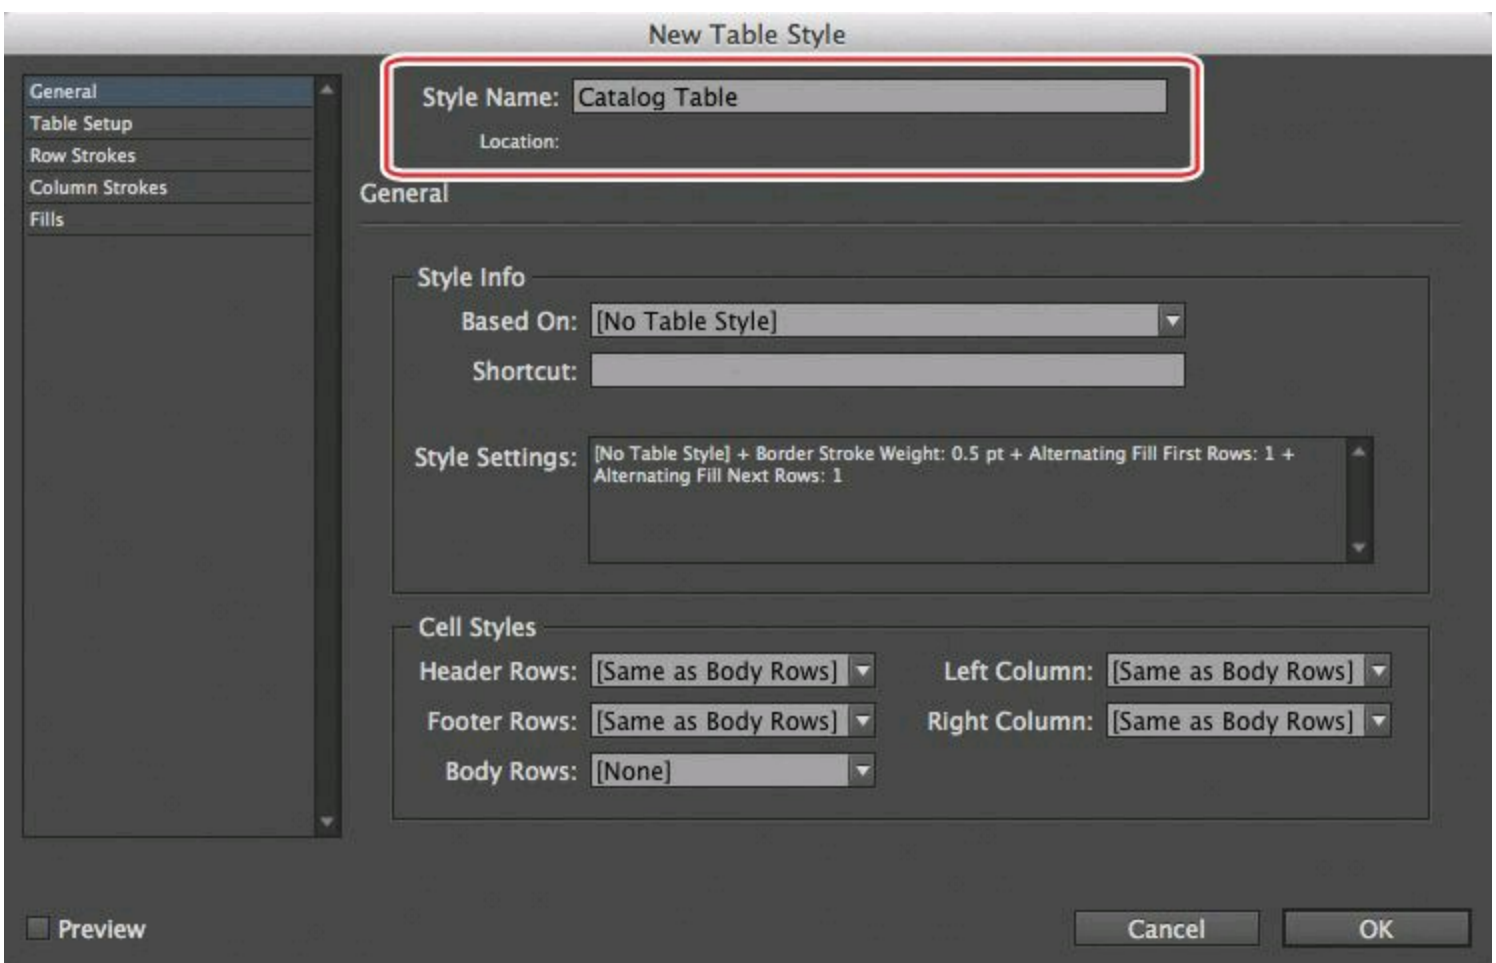 New Table Style
General
Table Setup
Row Strokes
Column Strokes
Fills
Style Name: Catalog Table
Location:
General
Style Info
Based On: [No Table Style]
Shortcut:
Style Settings: [No Table Style] + Border Stroke Weight: 0.5 pt + Alternating Fill First Rows: 1 +
Alternating Fill Next Rows: 1
Cell Styles
Header Rows: [Same as Body Rows] Left Column: [Same as Body Rows]
Footer Rows: [Same as Body Rows] Right Column: [Same as Body Rows]
Body Rows: [None]
Preview Cancel OK